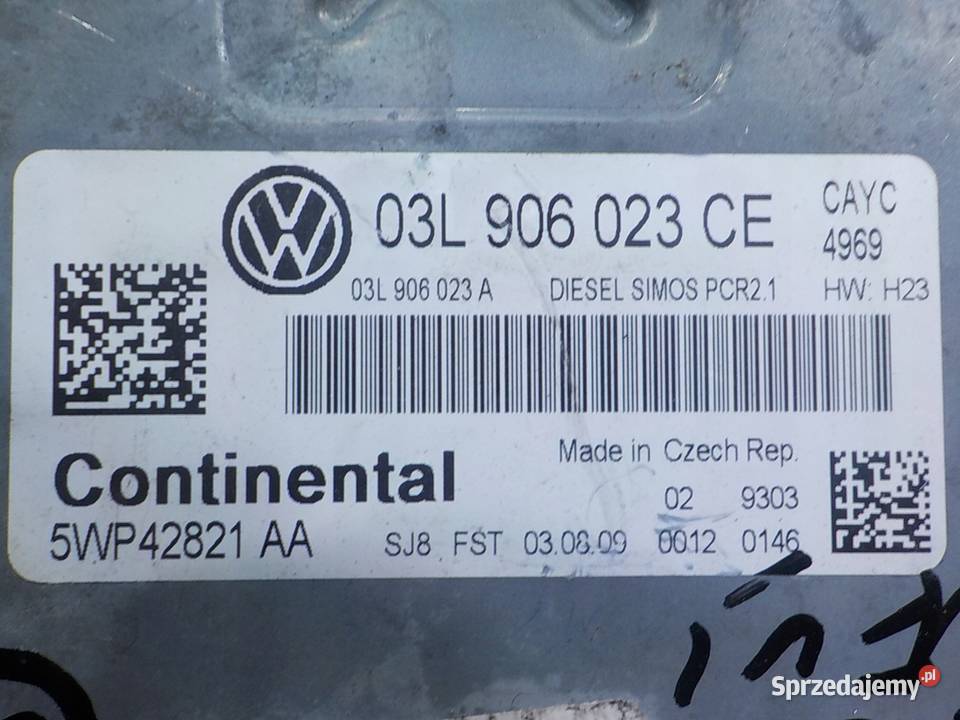 03L 906 023 CE CAYC
4969
03L 906 023 A DIESEL SIMOS PCR2.1 HW: H23
Made in Czech Rep.
Continental
02 9303
5WP42821 AA SJ8 FST 03.08.09 0012 0146
Sprzedajemy.pl